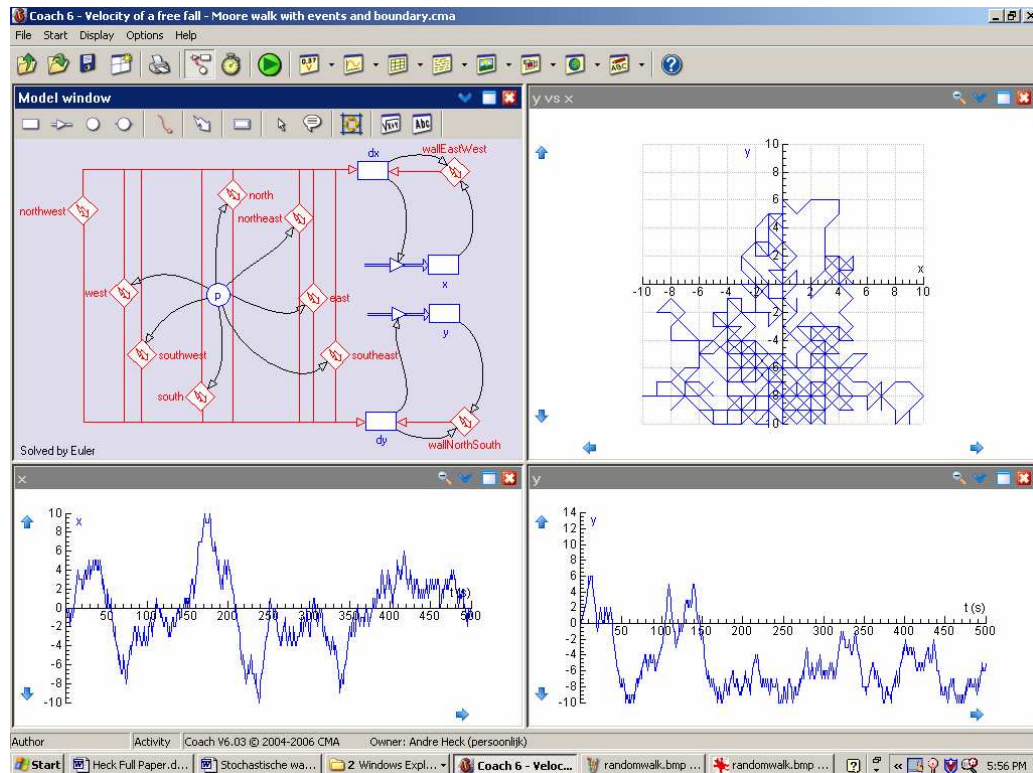 Coach 6 - Velocity of a free fall - Moore walk with events and boundary.cma
File Start Display Options Help
0.37
ABC
Model window
y vs x
√x+y Abc
dx
wallEastWest
north
northwest
northeast
x
west
p
east
y
southwest
southeast
south
dy
wallNorthSouth
Solved by Euler
y
10
8
6
4
2
x
-10 -8 -6 -4 -2 0 2 4 6 8 10
-2
-4
-6
-8
-10
x
y
10
x
8
6
4
2
0
-2
-4
-6
-8
-10
t (s)
50 100 150 200 250 300 350 400 450 500
14
y
12
10
8
6
4
2
0
-2
-4
-6
-8
-10
t (s)
50 100 150 200 250 300 350 400 450 500
Author Activity Coach V6.03 © 2004-2006 CMA Owner: Andre Heck (persoonlijk)
Start Heck Full Paper.d... Stochastische wa... 2 Windows Expl... Coach 6 - Veloc... randomwalk.bmp ... randomwalk.bmp ... 5:56 PM